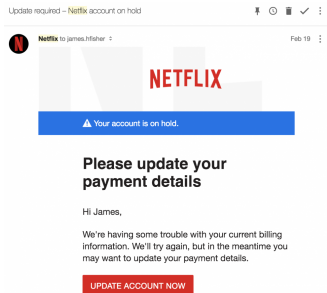 Update required – Netflix account on hold
Netflix to james.hfisher
Feb 19
N
NETFLIX
Your account is on hold.
Please update your
payment details
Hi James,
We're having some trouble with your current billing
information. We'll try again, but in the meantime you
may want to update your payment details.
UPDATE ACCOUNT NOW